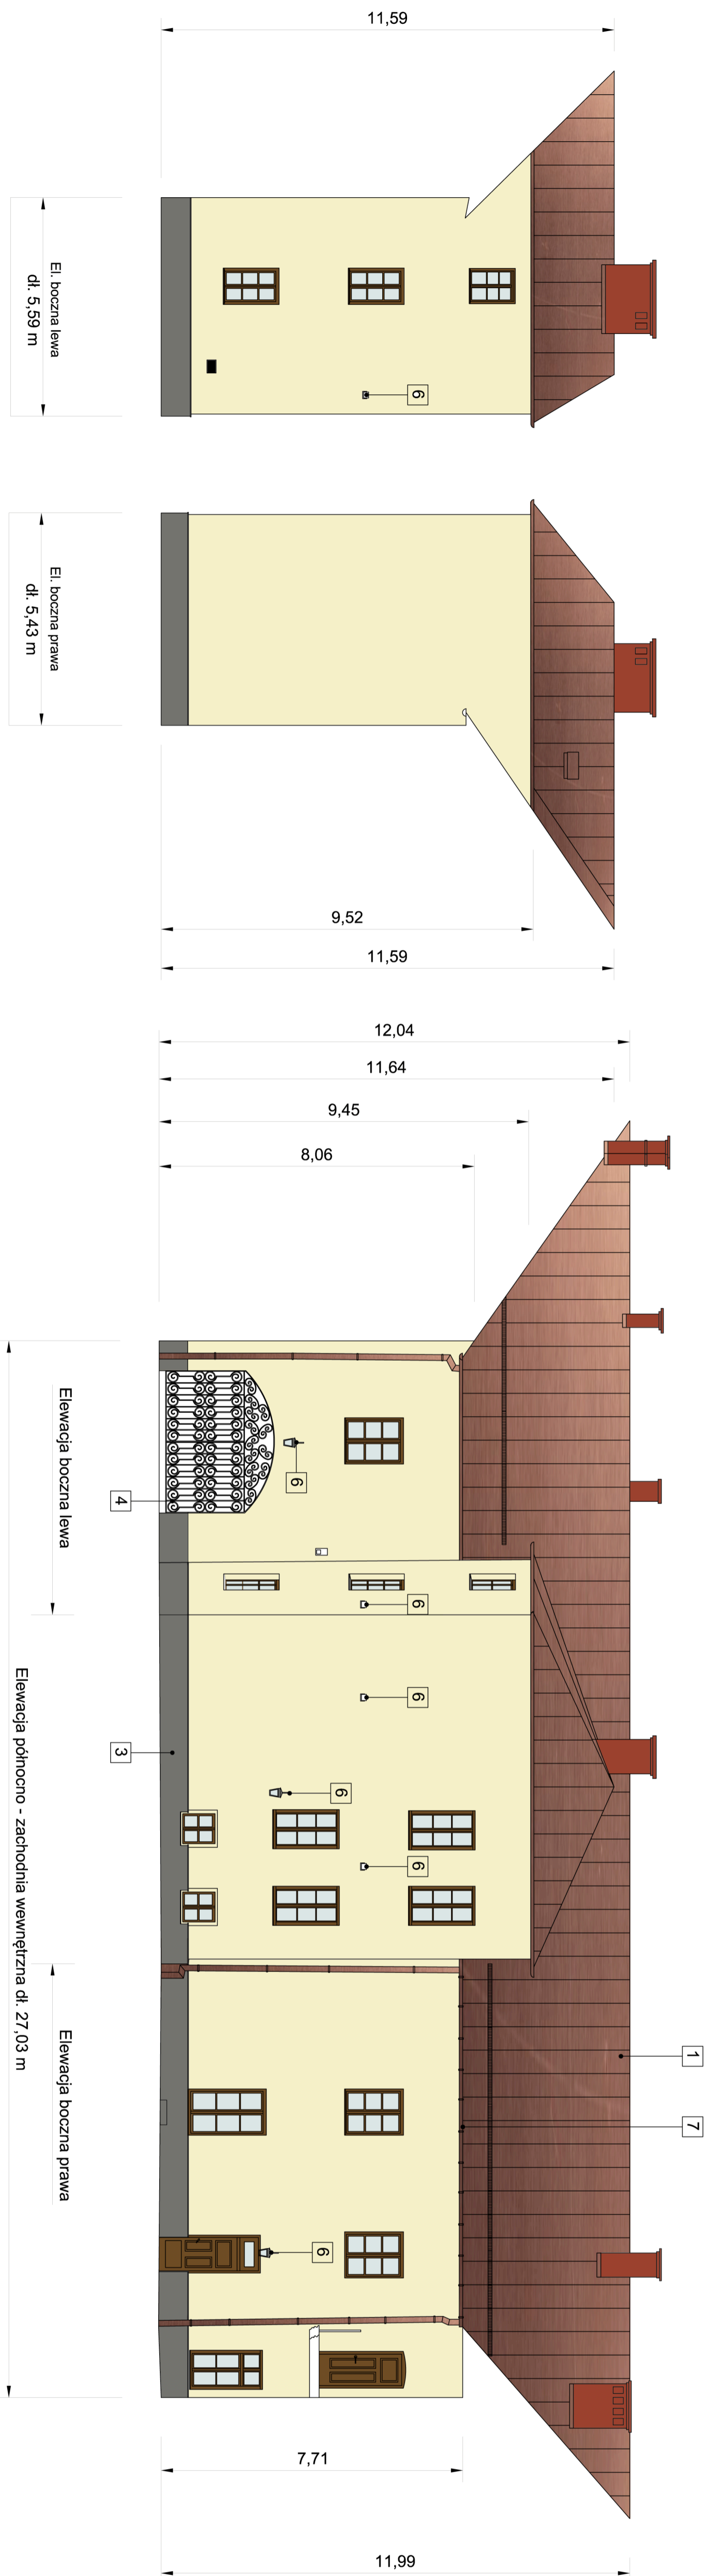 11,59
El. boczna lewa
dł. 5,59 m
6
El. boczna prawa
dł. 5,43 m
9,52
11,59
12,04
11,64
9,45
8,06
6
4
Elewacja boczna lewa
6
6
3
6
6
Elewacja północno - zachodnia wewnętrzna dł. 27,03 m
1
7
Elewacja boczna prawa
6
7,71
11,99